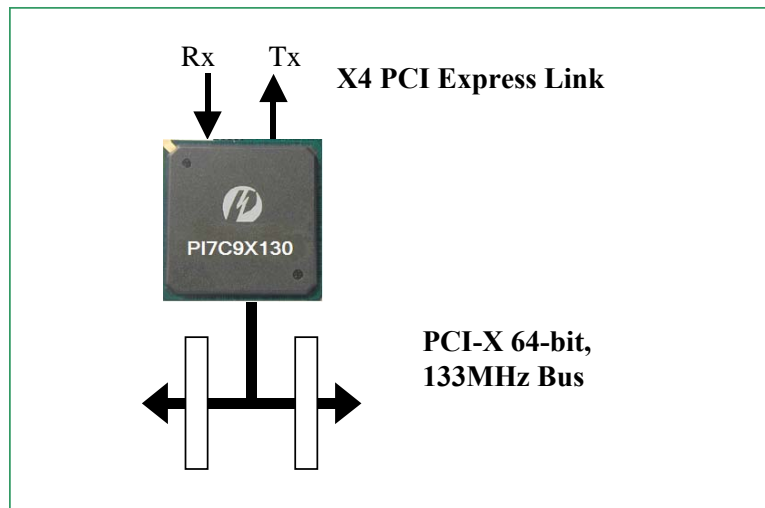 Rx Tx
X4 PCI Express Link
PI7C9X130
PCI-X 64-bit,
133MHz Bus